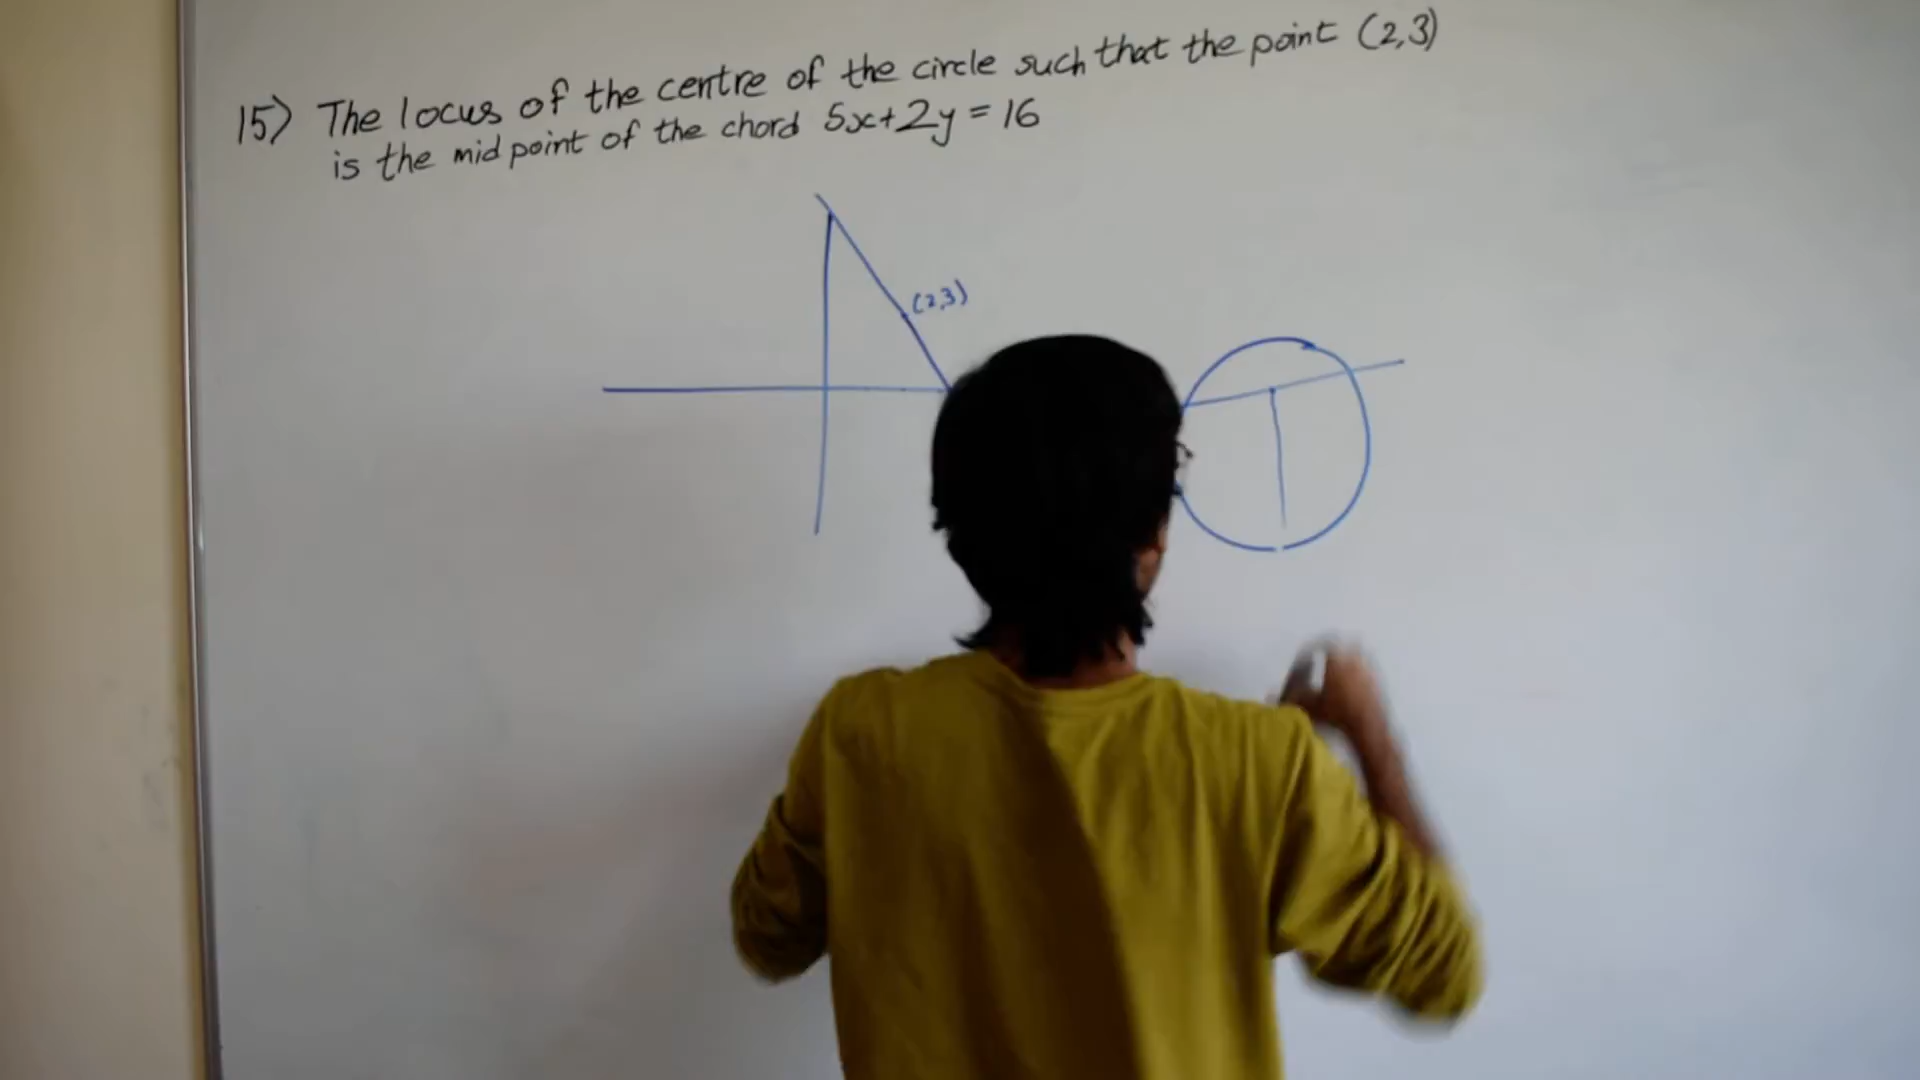 15) The locus of the centre of the circle such that the point (2,3)
is the mid point of the chord 5x+2y = 16
(2,3)